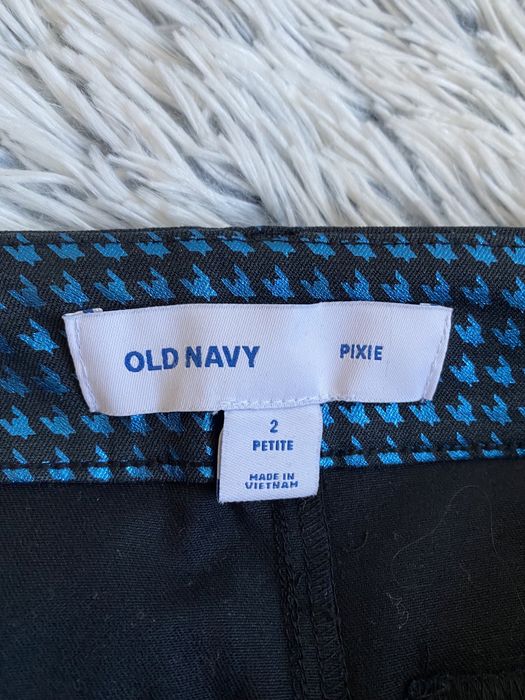 OLD NAVY PIXIE
2
PETITE
MADE IN
VIETNAM